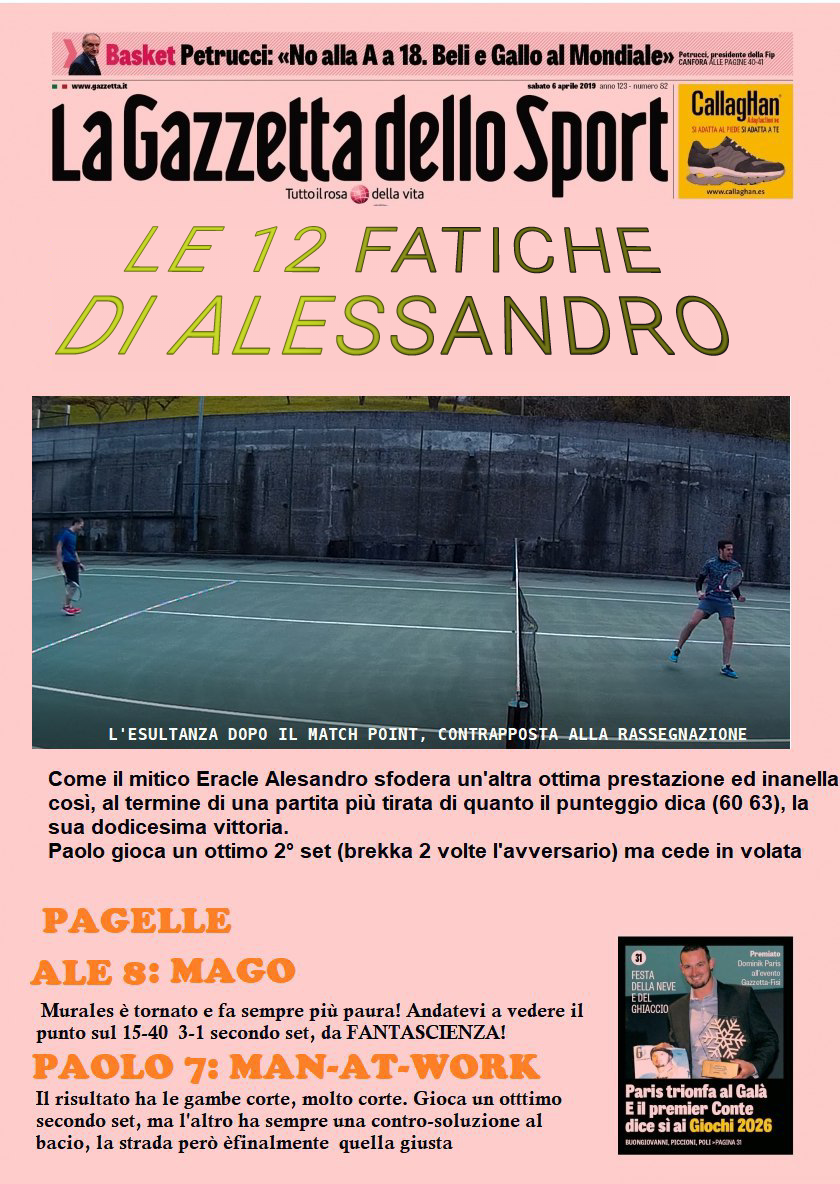 Basket Petrucci: «No alla A a 18. Beli e Gallo al Mondiale»
Petrucci, presidente della Fip
CANFORA ALLE PAGINE 40-41
www.gazzetta.it
sabato 6 aprile 2019 anno 123 - numero 82
La Gazzetta dello Sport
Tutto il rosa della vita
CallagHan
Adaptaction
SI ADATTA AL PIEDE SI ADATTA A TE
www.callaghan.es
LE 12 FATICHE
DI ALESSANDRO
L'ESULTANZA DOPO IL MATCH POINT, CONTRAPPOSTA ALLA RASSEGNAZIONE
Come il mitico Eracle Alesandro sfodera un'altra ottima prestazione ed inanella
così, al termine di una partita più tirata di quanto il punteggio dica (60 63), la
sua dodicesima vittoria.
Paolo gioca un ottimo 2º set (brekka 2 volte l'avversario) ma cede in volata
PAGELLE
ALE 8: MAGO
Murales è tornato e fa sempre più paura! Andatevi a vedere il
punto sul 15-40 3-1 secondo set, da FANTASCIENZA!
PAOLO 7: MAN-AT-WORK
Il risultato ha le gambe corte, molto corte. Gioca un otttimo
secondo set, ma l'altro ha sempre una contro-soluzione al
bacio, la strada però èfinalmente quella giusta
31
FESTA
DELLA NEVE
E DEL
GHIACCIO
Premiato
Dominik Paris
all'evento
Gazzetta-Fisi
Paris trionfa al Galà
E il premier Conte
dice sì ai Giochi 2026
BUONGIOVANNI, PICCIONI, POLI >PAGINA 31